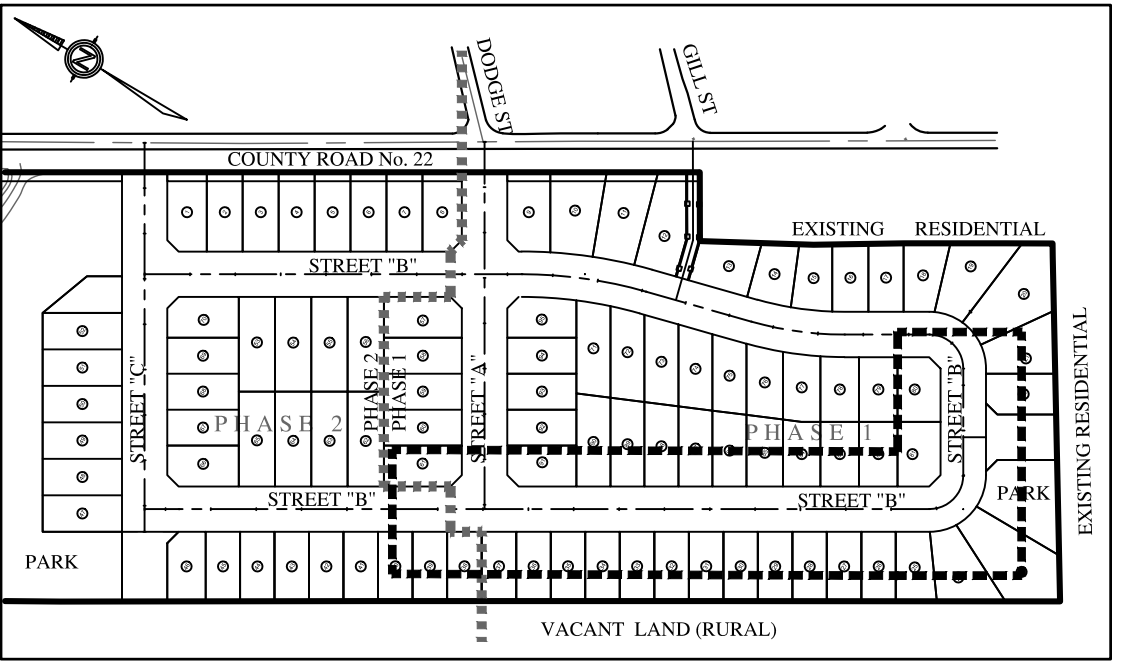 N
DODGE ST
GILL ST
COUNTY ROAD No. 22
EXISTING RESIDENTIAL
STREET "B"
STREET "C"
PHASE 2
PHASE 2
PHASE 1
STREET "A"
PHASE 1
STREET "B"
EXISTING RESIDENTIAL
STREET "B"
STREET "B"
PARK
PARK
VACANT LAND (RURAL)